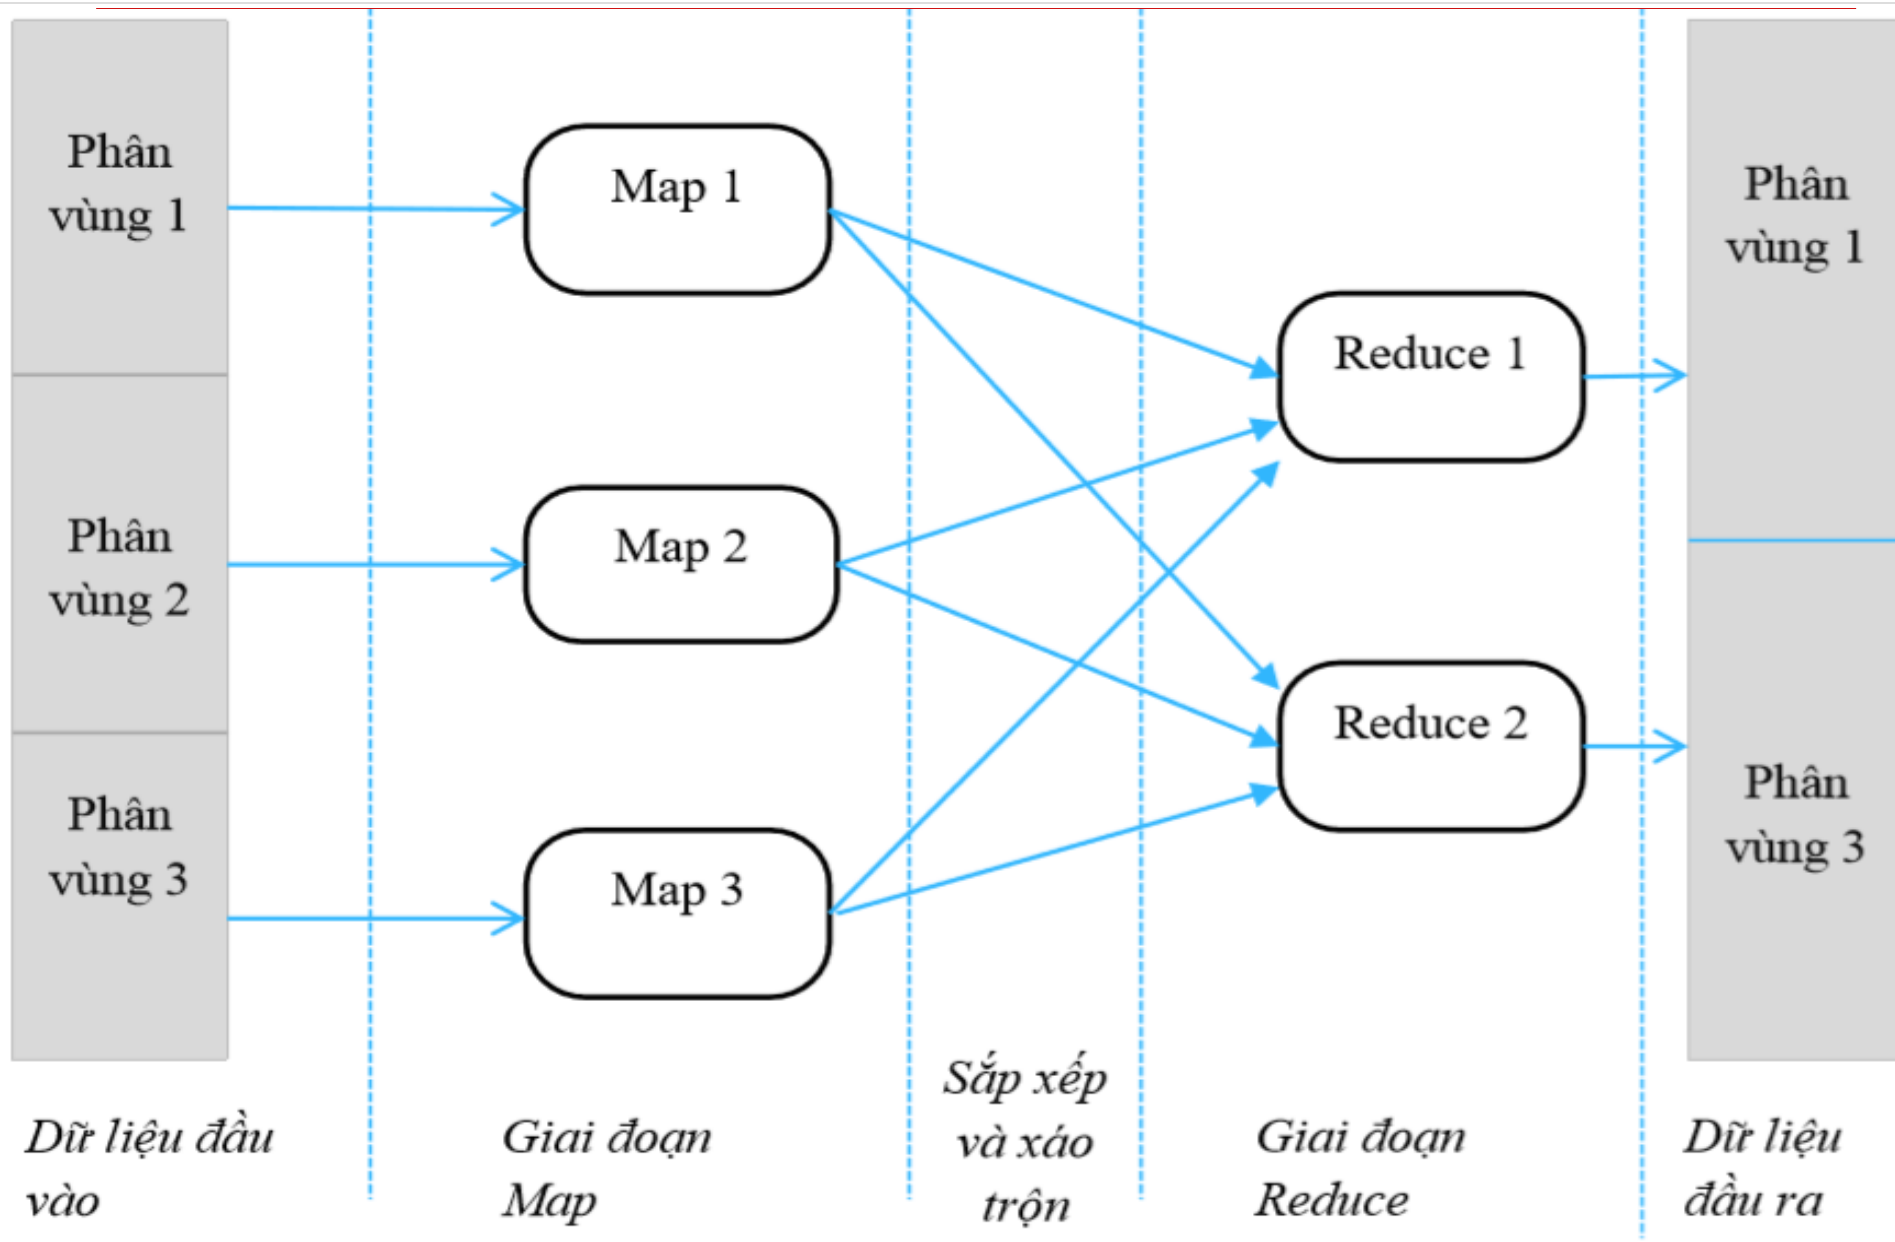 Phân
vùng 1
Phân
vùng 2
Phân
vùng 3
Map 1
Map 2
Map 3
Reduce 1
Reduce 2
Phân
vùng 1
Phân
vùng 3
Dữ liệu đầu
vào
Giai đoạn
Map
Sắp xếp
và xáo
trộn
Giai đoạn
Reduce
Dữ liệu
đầu ra